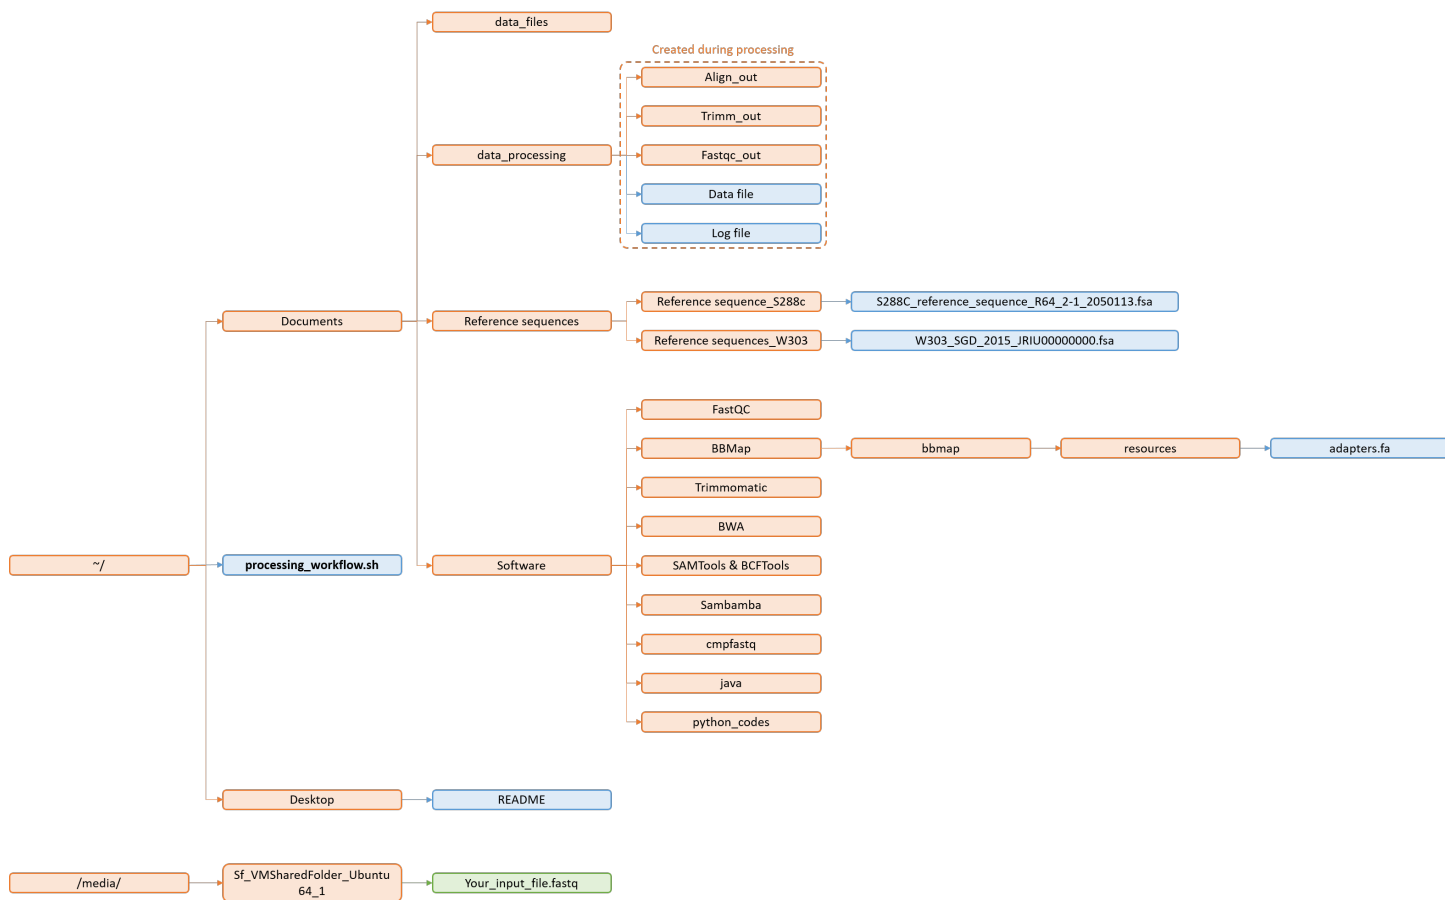 data_files
Created during processing
Align_out
Trimm_out
data_processing
Fastqc_out
Data file
Log file
Reference sequence_S288c
S288C_reference_sequence_R64_2-1_2050113.fsa
Documents
Reference sequences
Reference sequences_W303
W303_SGD_2015_JRIU00000000.fsa
FastQC
BBMap
bbmap
resources
adapters.fa
Trimmomatic
BWA
~/
processing_workflow.sh
Software
SAMTools & BCFTools
Sambamba
cmpfastq
java
python_codes
Desktop
README
/media/
Sf_VMSharedFolder_Ubuntu
64_1
Your_input_file.fastq